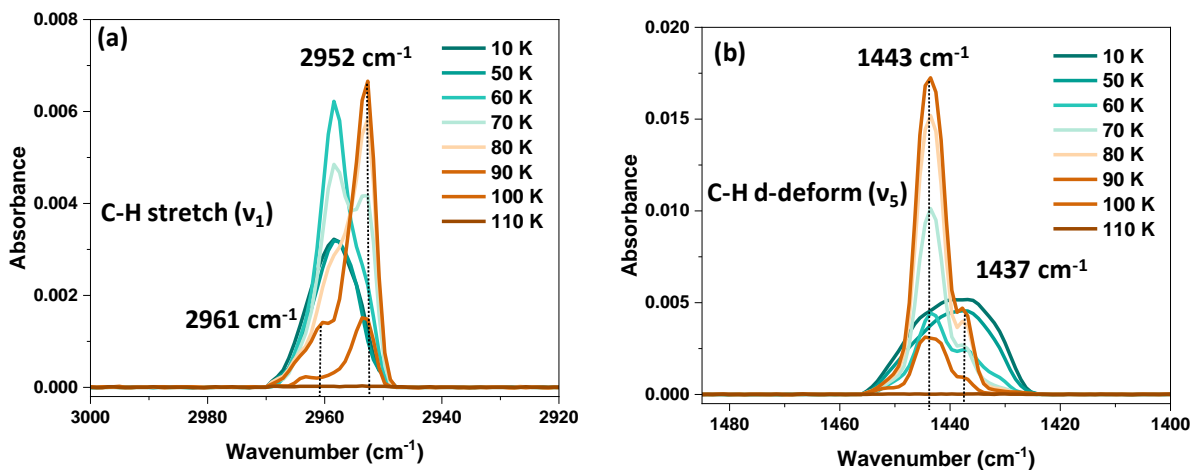 (a)
2952 cm⁻¹
10 K
50 K
60 K
70 K
80 K
90 K
100 K
110 K
C-H stretch (ν₁)
2961 cm⁻¹
0.008
0.006
0.004
0.002
0.000
3000
2980
2960
2940
2920
Absorbance
Wavenumber (cm⁻¹)
(b)
1443 cm⁻¹
10 K
50 K
60 K
70 K
80 K
90 K
100 K
110 K
C-H d-deform (ν₅)
1437 cm⁻¹
0.020
0.015
0.010
0.005
0.000
1480
1460
1440
1420
1400
Absorbance
Wavenumber (cm⁻¹)